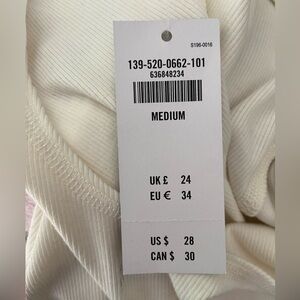 S196-0016
139-520-0662-101
636848234
MEDIUM
UK £ 24
EU € 34
US $ 28
CAN $ 30